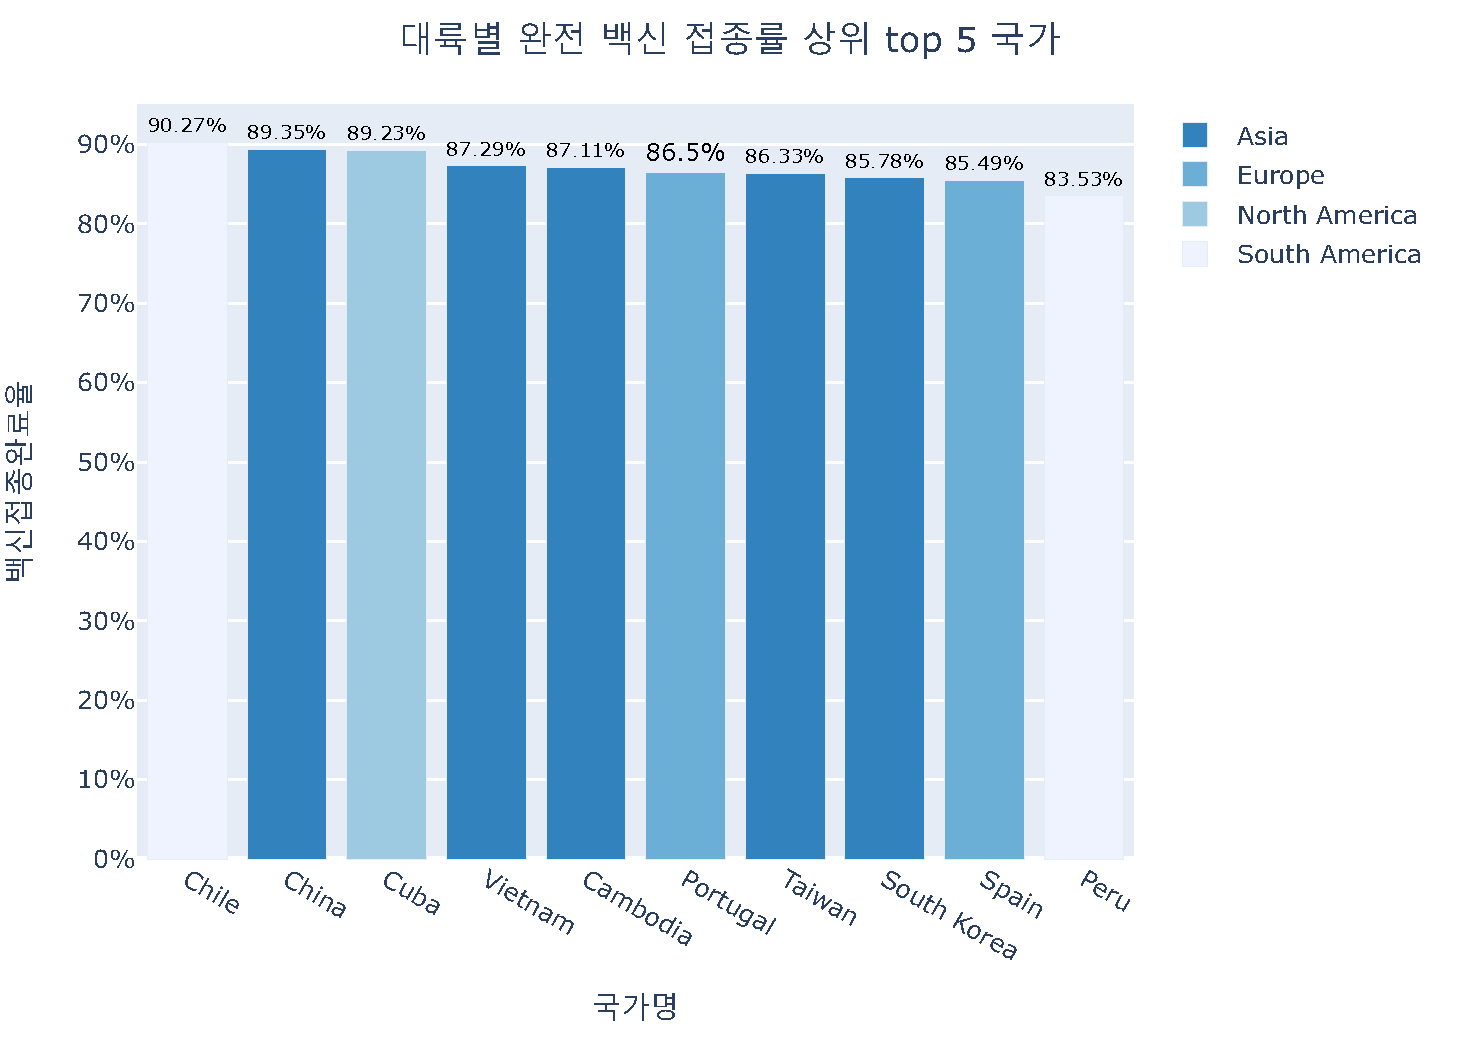 대륙별 완전 백신 접종률 상위 top 5 국가
90.27%
89.35%
89.23%
87.29%
87.11%
86.5%
86.33%
85.78%
85.49%
83.53%
90%
80%
70%
60%
50%
40%
30%
20%
10%
0%
백신접종완료율
Chile
China
Cuba
Vietnam
Cambodia
Portugal
Taiwan
South Korea
Spain
Peru
국가명
Asia
Europe
North America
South America